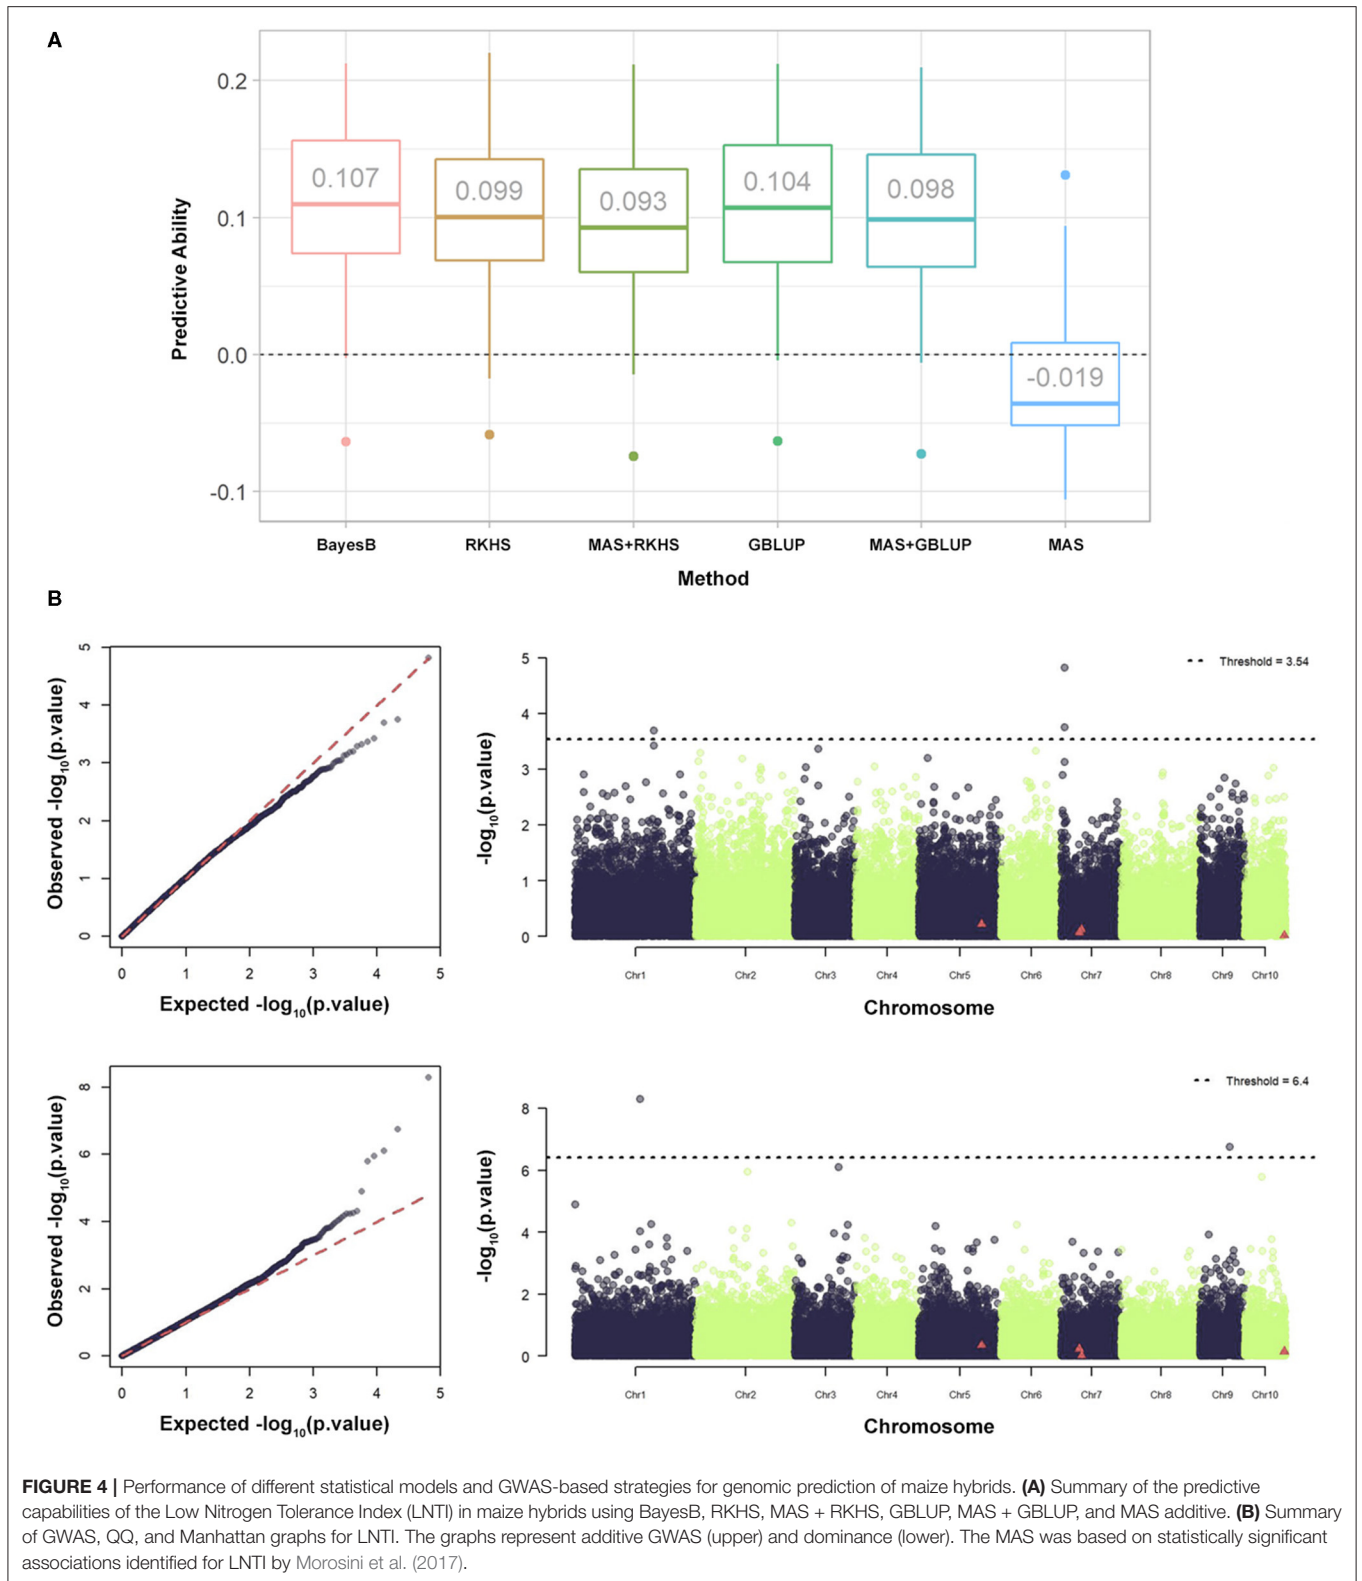 A
Predictive Ability
0.2
0.1
0.0
-0.1
0.107
0.099
0.093
0.104
0.098
-0.019
BayesB
RKHS
MAS+RKHS
GBLUP
MAS+GBLUP
MAS
Method
B
Observed -log10(p.value)
5
4
3
2
1
0
0 1 2 3 4 5
Expected -log10(p.value)
-log10(p.value)
5
4
3
2
1
0
Threshold = 3.54
Chr1 Chr2 Chr3 Chr4 Chr5 Chr6 Chr7 Chr8 Chr9 Chr10
Chromosome
Observed -log10(p.value)
8
6
4
2
0
0 1 2 3 4 5
Expected -log10(p.value)
-log10(p.value)
8
6
4
2
0
Threshold = 6.4
Chr1 Chr2 Chr3 Chr4 Chr5 Chr6 Chr7 Chr8 Chr9 Chr10
Chromosome
FIGURE 4 | Performance of different statistical models and GWAS-based strategies for genomic prediction of maize hybrids. (A) Summary of the predictive
capabilities of the Low Nitrogen Tolerance Index (LNTI) in maize hybrids using BayesB, RKHS, MAS + RKHS, GBLUP, MAS + GBLUP, and MAS additive. (B) Summary
of GWAS, QQ, and Manhattan graphs for LNTI. The graphs represent additive GWAS (upper) and dominance (lower). The MAS was based on statistically significant
associations identified for LNTI by Morosini et al. (2017).